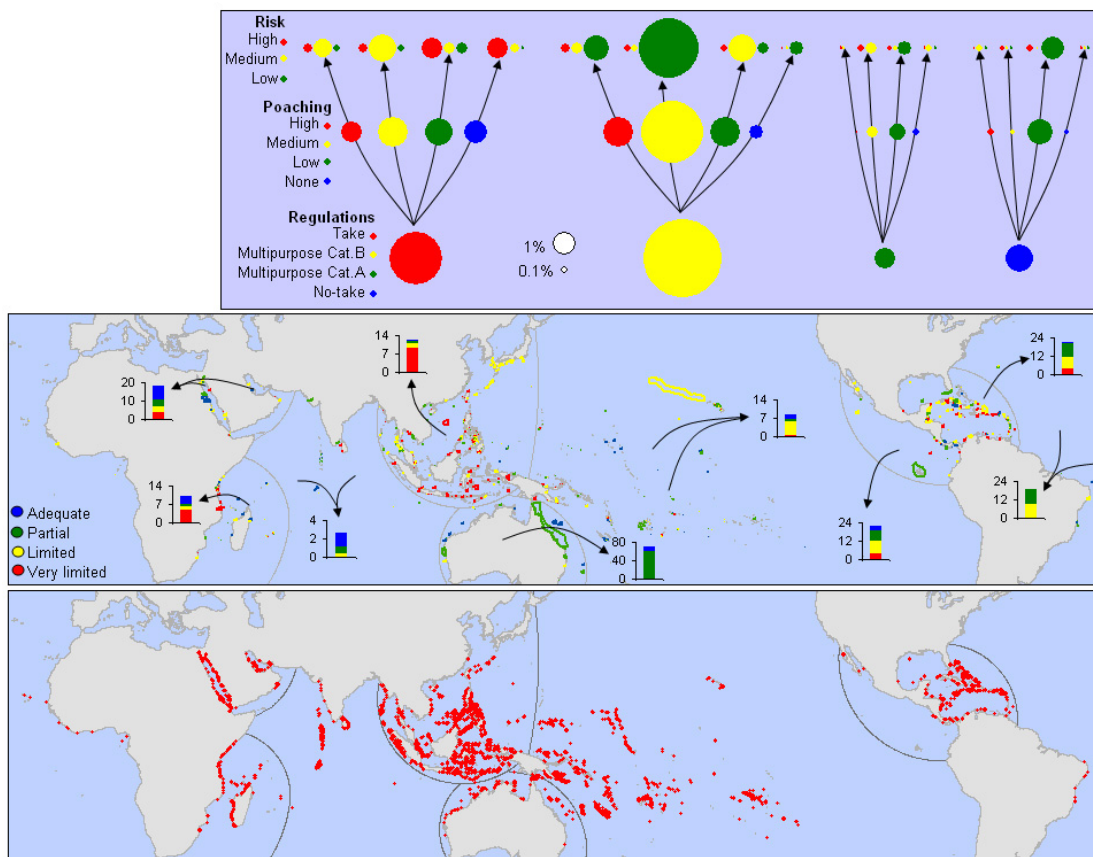 Risk
High
Medium
Low
Poaching
High
Medium
Low
None
Regulations
Take
Multipurpose Cat.B
Multipurpose Cat.A
No-take
1%
0.1%
14
7
0
24
12
0
20
10
0
14
7
0
14
7
0
24
12
0
4
2
0
24
12
0
80
40
0
Adequate
Partial
Limited
Very limited